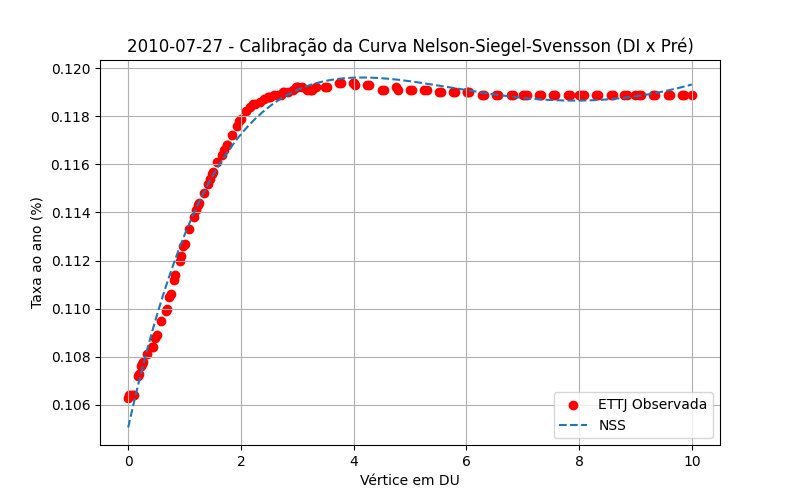 2010-07-27 - Calibração da Curva Nelson-Siegel-Svensson (DI x Pré)
0.120
0.118
0.116
0.114
0.112
0.110
0.108
0.106
Taxa ao ano (%)
ETTJ Observada
NSS
0 2 4 6 8 10
Vértice em DU